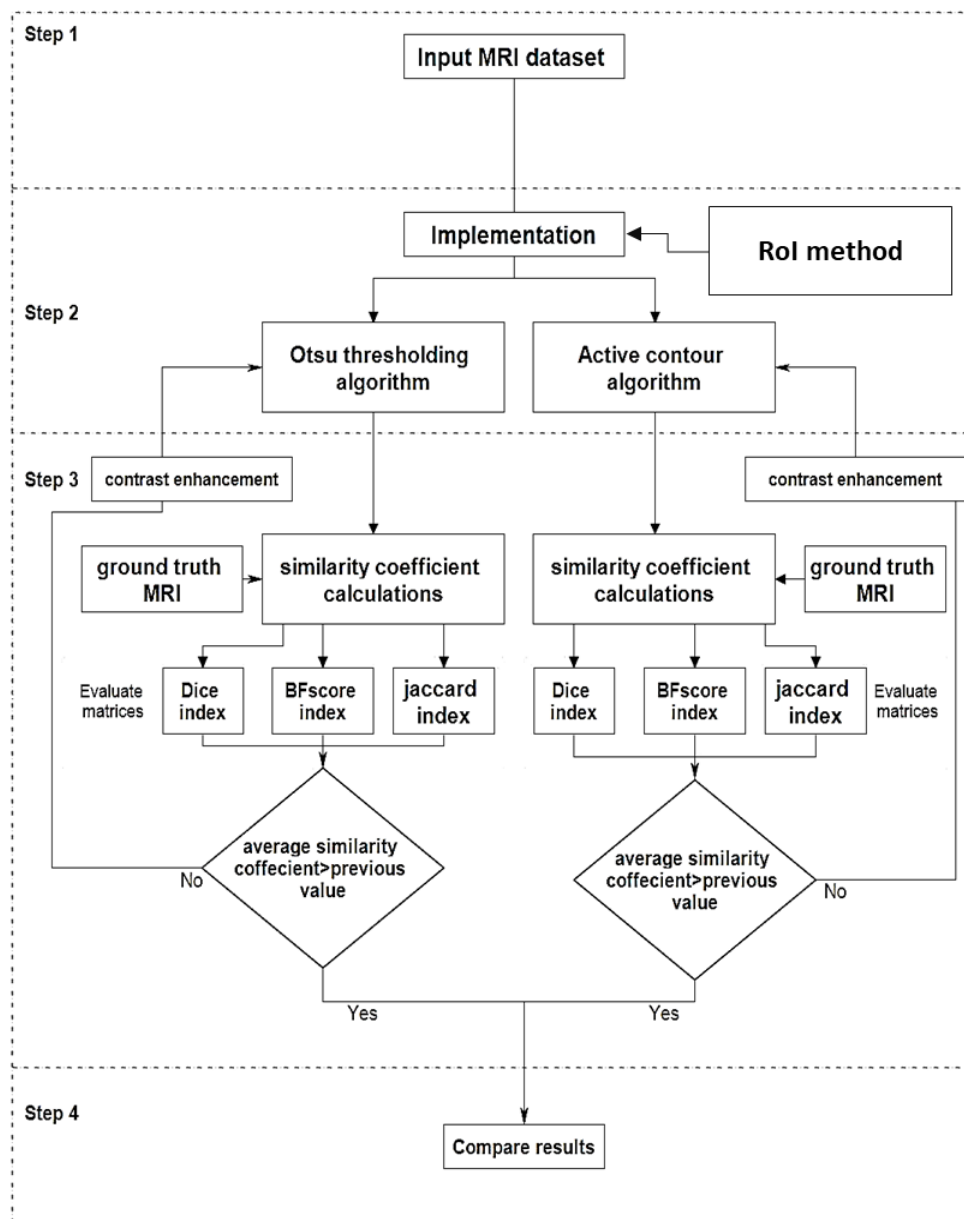 Step 1
Input MRI dataset
Implementation
RoI method
Step 2
Otsu thresholding
algorithm
Active contour
algorithm
Step 3
contrast enhancement
contrast enhancement
ground truth
MRI
similarity coefficient
calculations
similarity coefficient
calculations
ground truth
MRI
Evaluate
matrices
Dice
index
BFscore
index
jaccard
index
Dice
index
BFscore
index
jaccard
index
Evaluate
matrices
average similarity
coffecient>previous
value
No
average similarity
coffecient>previous
value
No
Yes
Yes
Step 4
Compare results